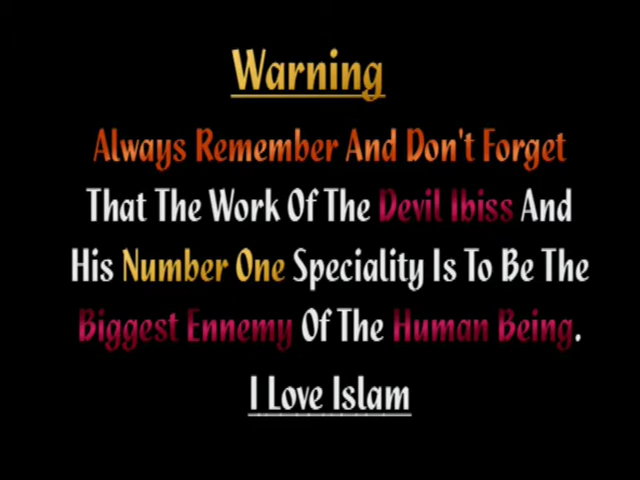 Warning
Always Remember And Don't Forget
That The Work Of The Devil Ibiss And
His Number One Speciality Is To Be The
Biggest Ennemy Of The Human Being.
I Love Islam